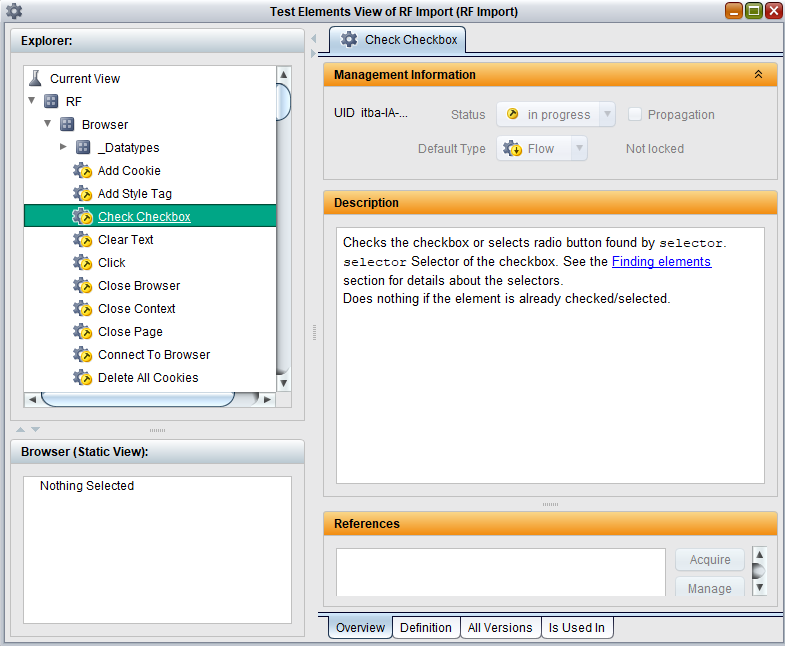 Test Elements View of RF Import (RF Import)
Explorer:
Current View
RF
Browser
_Datatypes
Add Cookie
Add Style Tag
Check Checkbox
Clear Text
Click
Close Browser
Close Context
Close Page
Connect To Browser
Delete All Cookies
Browser (Static View):
Nothing Selected
Check Checkbox
Management Information
UID itba-IA-... Status in progress Propagation
Default Type Flow Not locked
Description
Checks the checkbox or selects radio button found by selector.
selector Selector of the checkbox. See the Finding elements
section for details about the selectors.
Does nothing if the element is already checked/selected.
References
Acquire
Manage
Overview Definition All Versions Is Used In